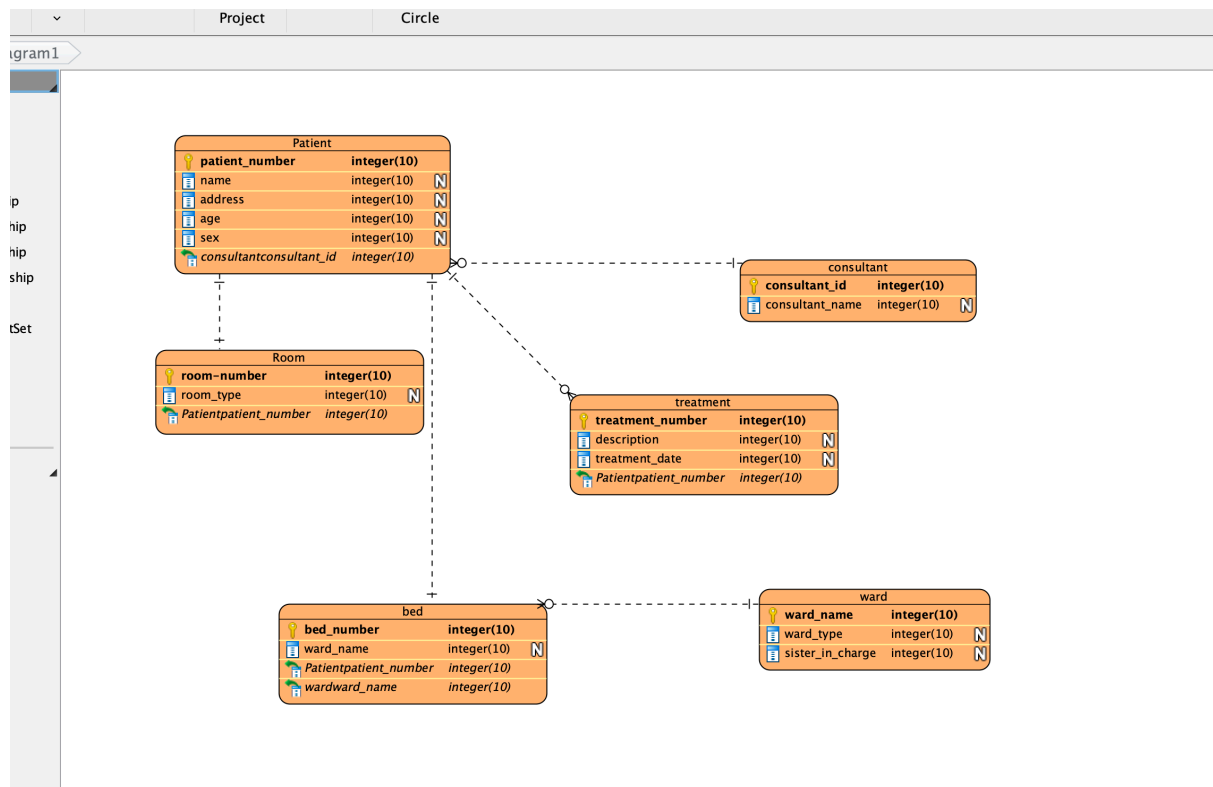 Project Circle
agram1
ip
hip
hip
ship
tSet
Patient
patient_number integer(10)
name integer(10) N
address integer(10) N
age integer(10) N
sex integer(10) N
consultantconsultant_id integer(10)
consultant
consultant_id integer(10)
consultant_name integer(10) N
Room
room-number integer(10)
room_type integer(10) N
Patientpatient_number integer(10)
treatment
treatment_number integer(10)
description integer(10) N
treatment_date integer(10) N
Patientpatient_number integer(10)
bed
bed_number integer(10)
ward_name integer(10) N
Patientpatient_number integer(10)
wardward_name integer(10)
ward
ward_name integer(10)
ward_type integer(10) N
sister_in_charge integer(10) N